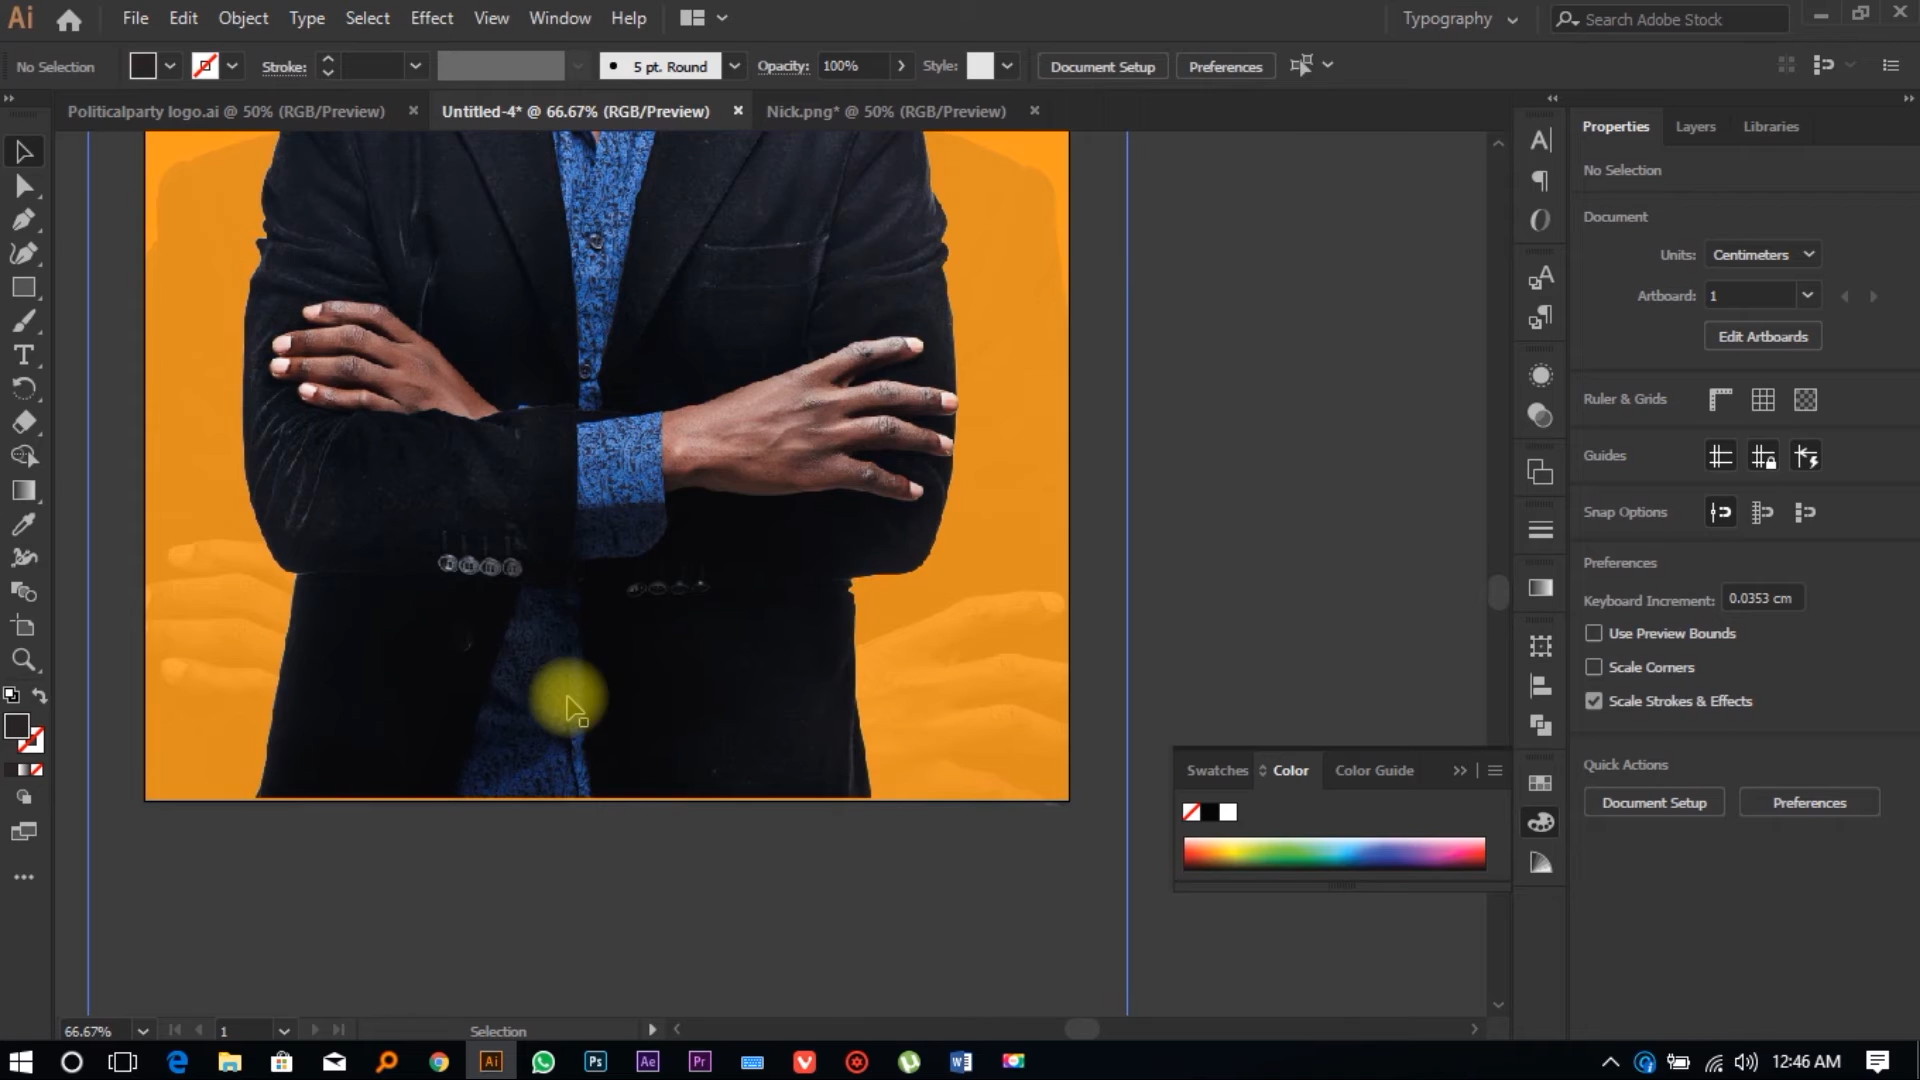 Ai File Edit Object Type Select Effect View Window Help Typography Search Adobe Stock
No Selection Stroke: 5 pt. Round Opacity: 100% Style: Document Setup Preferences
Politicalparty logo.ai @ 50% (RGB/Preview) × Untitled-4* @ 66.67% (RGB/Preview) × Nick.png* @ 50% (RGB/Preview) ×
Properties Layers Libraries
No Selection
Document
Units: Centimeters
Artboard: 1
Edit Artboards
Ruler & Grids
Guides
Snap Options
Preferences
Keyboard Increment: 0.0353 cm
Use Preview Bounds
Scale Corners
Scale Strokes & Effects
Quick Actions
Document Setup Preferences
Swatches Color Color Guide
66.67% 1 Selection
Ai Ps Ae Pr 12:46 AM